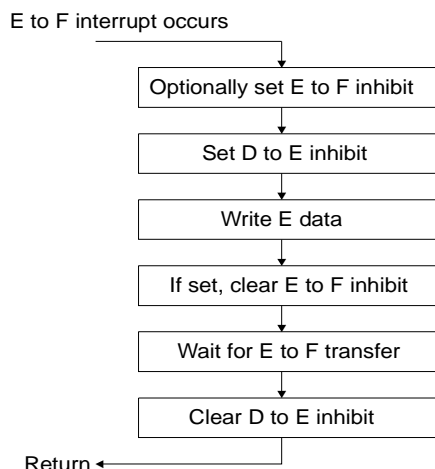 E to F interrupt occurs
Optionally set E to F inhibit
Set D to E inhibit
Write E data
If set, clear E to F inhibit
Wait for E to F transfer
Clear D to E inhibit
Return